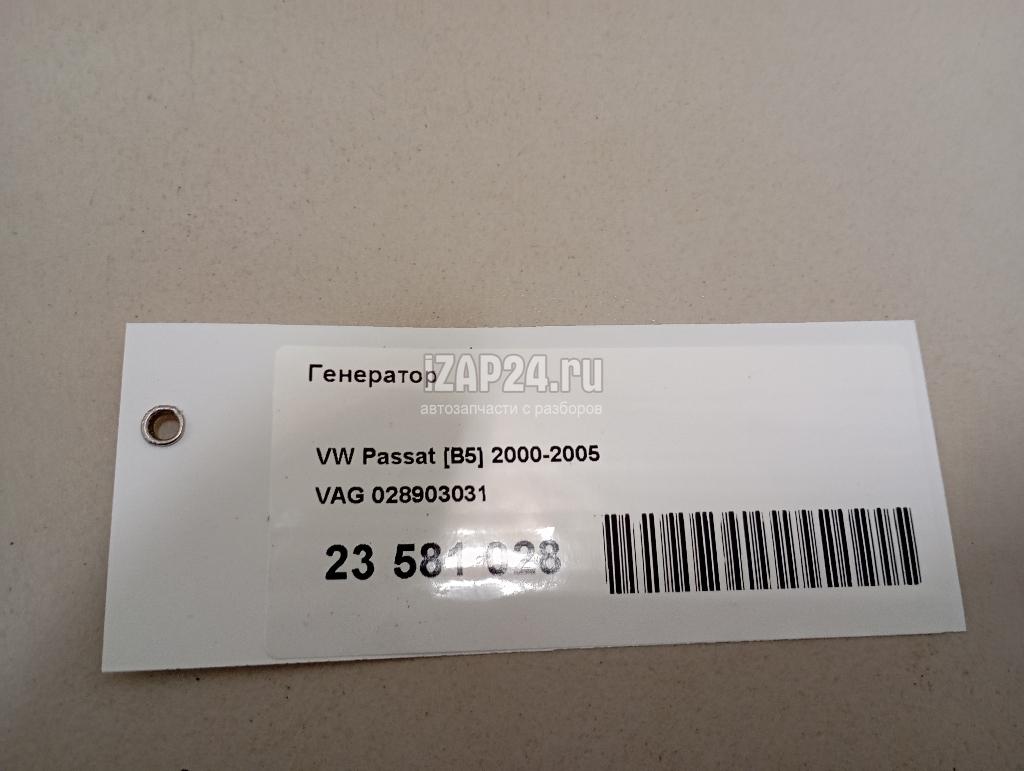 Генератор
iZAP24.ru
автозапчасти с разборов
VW Passat [B5] 2000-2005
VAG 028903031
23 581 028